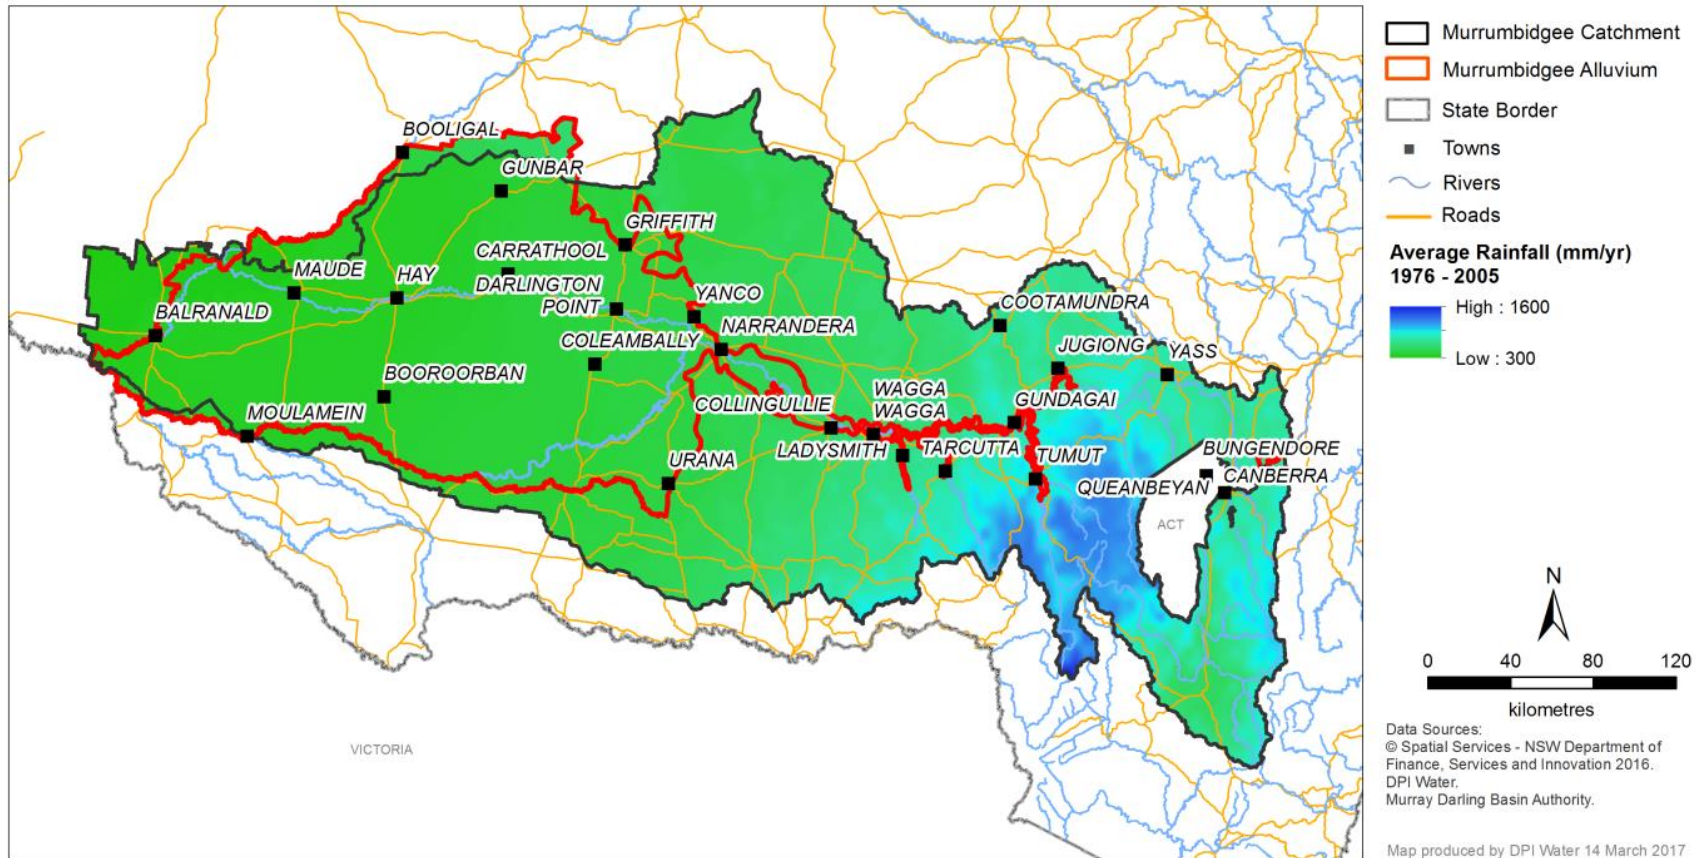 BOOLIGAL
GUNBAR
GRIFFITH
CARRATHOOL
MAUDE
HAY
DARLINGTON
POINT
YANCO
BALRANALD
NARRANDERA
COOTAMUNDRA
COLEAMBALLY
JUGIONG
YASS
BOOROORBAN
WAGGA
WAGGA
COLLINGULLIE
GUNDAGAI
MOULAMEIN
LADYSMITH
TARCUTTA
TUMUT
BUNGENDORE
URANA
QUEANBEYAN
CANBERRA
ACT
VICTORIA
Murrumbidgee Catchment
Murrumbidgee Alluvium
State Border
Towns
Rivers
Roads
Average Rainfall (mm/yr)
1976 - 2005
High : 1600
Low : 300
N
0 40 80 120
kilometres
Data Sources:
© Spatial Services - NSW Department of
Finance, Services and Innovation 2016.
DPI Water.
Murray Darling Basin Authority.
Map produced by DPI Water 14 March 2017